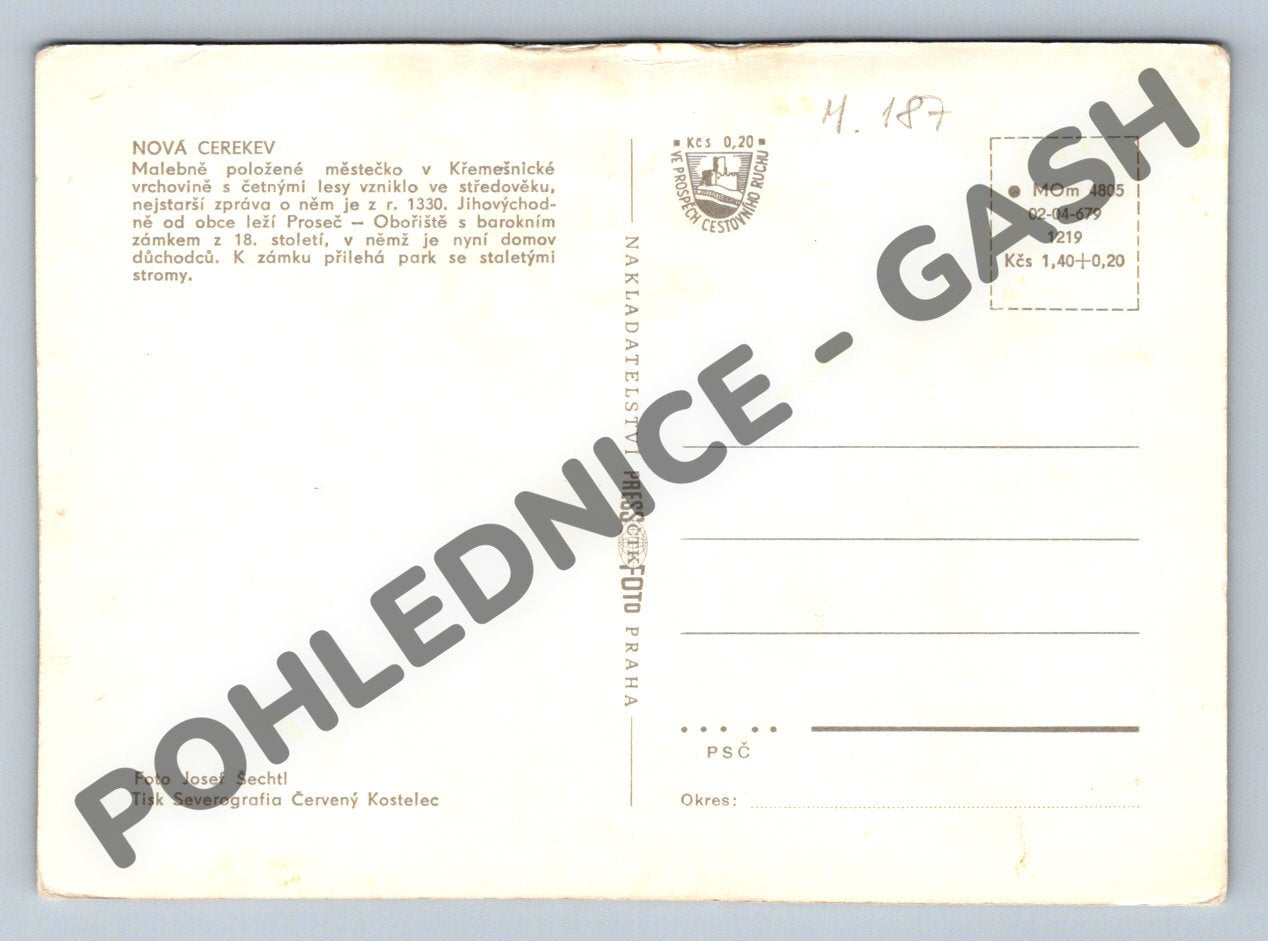 M. 187
NOVÁ CEREKEV
Malebně položené městečko v Křemešnické
vrchovině s četnými lesy vzniklo ve středověku,
nejstarší zpráva o něm je z r. 1330. Jihovýchod-
ně od obce leží Proseč — Obořiště s barokním
zámkem z 18. století, v němž je nyní domov
důchodců. K zámku přilehá park se staletými
stromy.
Foto Josef Šechtl
Tisk Severografia Červený Kostelec
NAKLADATELSTVÍ PRESSFOTO PRAHA
ČTK
Kčs 0,20
VE PROSPĚCH CESTOVNÍHO RUCHU
MOm 4805
02-04-679
1219
Kčs 1,40+0,20
PSČ
Okres:
POHLEDNICE - GASH